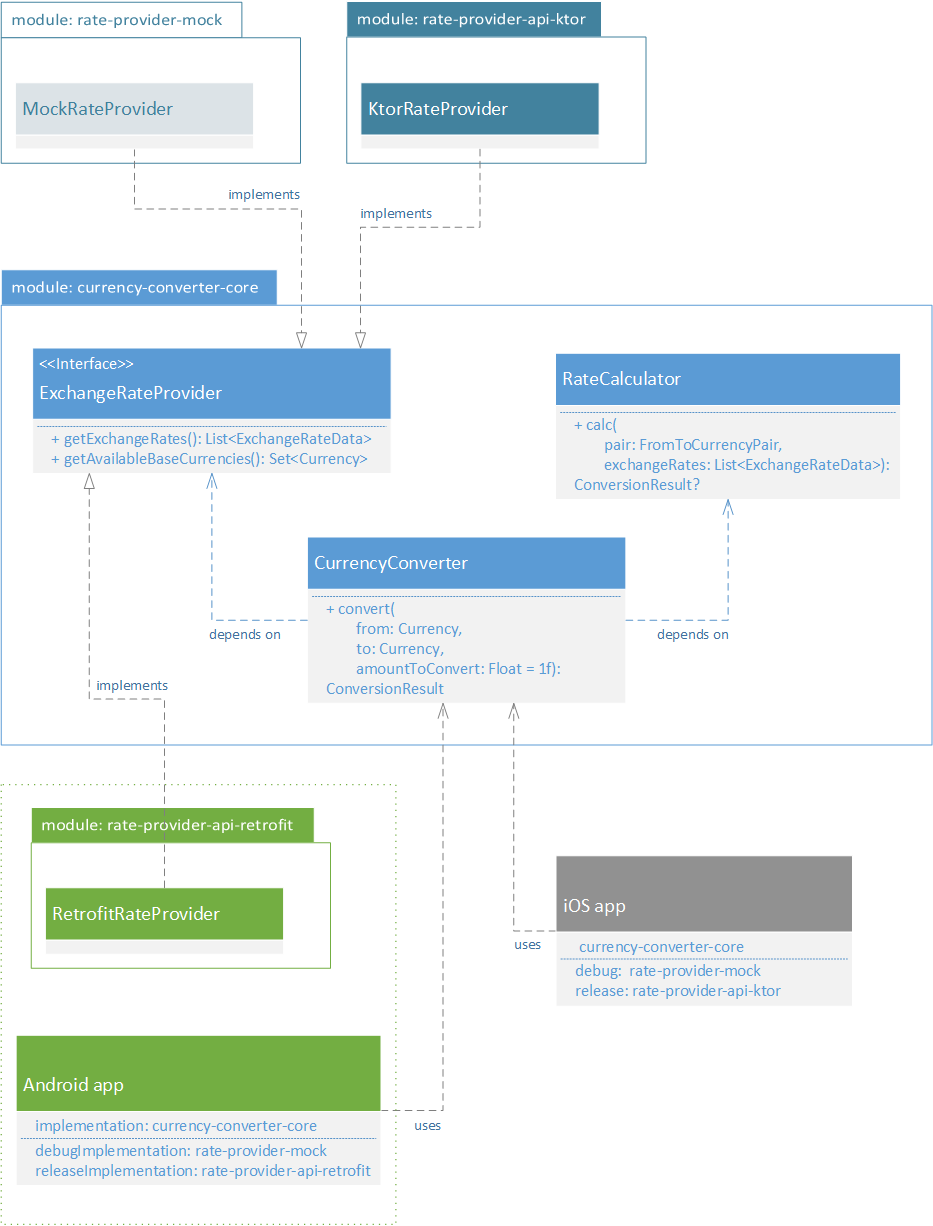 module: rate-provider-mock
module: rate-provider-api-ktor
MockRateProvider
KtorRateProvider
implements
implements
module: currency-converter-core
<<Interface>>
ExchangeRateProvider
+ getExchangeRates(): List<ExchangeRateData>
+ getAvailableBaseCurrencies(): Set<Currency>
RateCalculator
+ calc(
pair: FromToCurrencyPair,
exchangeRates: List<ExchangeRateData>):
ConversionResult?
CurrencyConverter
+ convert(
from: Currency,
to: Currency,
amountToConvert: Float = 1f):
ConversionResult
depends on
depends on
implements
module: rate-provider-api-retrofit
RetrofitRateProvider
iOS app
currency-converter-core
debug: rate-provider-mock
release: rate-provider-api-ktor
uses
Android app
implementation: currency-converter-core
debugImplementation: rate-provider-mock
releaseImplementation: rate-provider-api-retrofit
uses